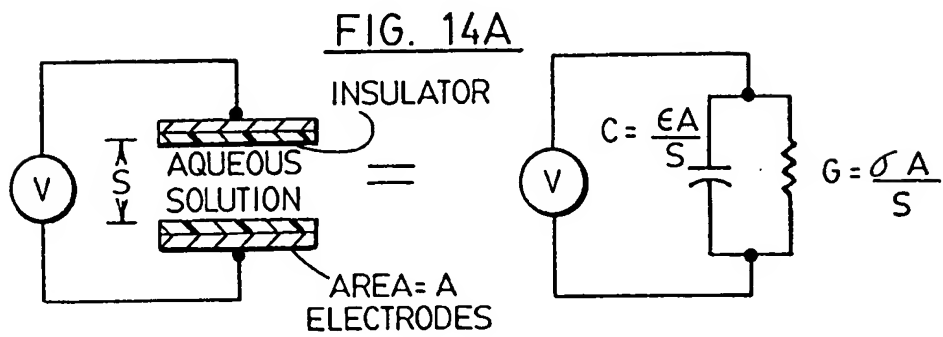 FIG. 14A
INSULATOR
V
S
AQUEOUS
SOLUTION
=
AREA = A
ELECTRODES
V
C = ϵA/S
G = σA/S